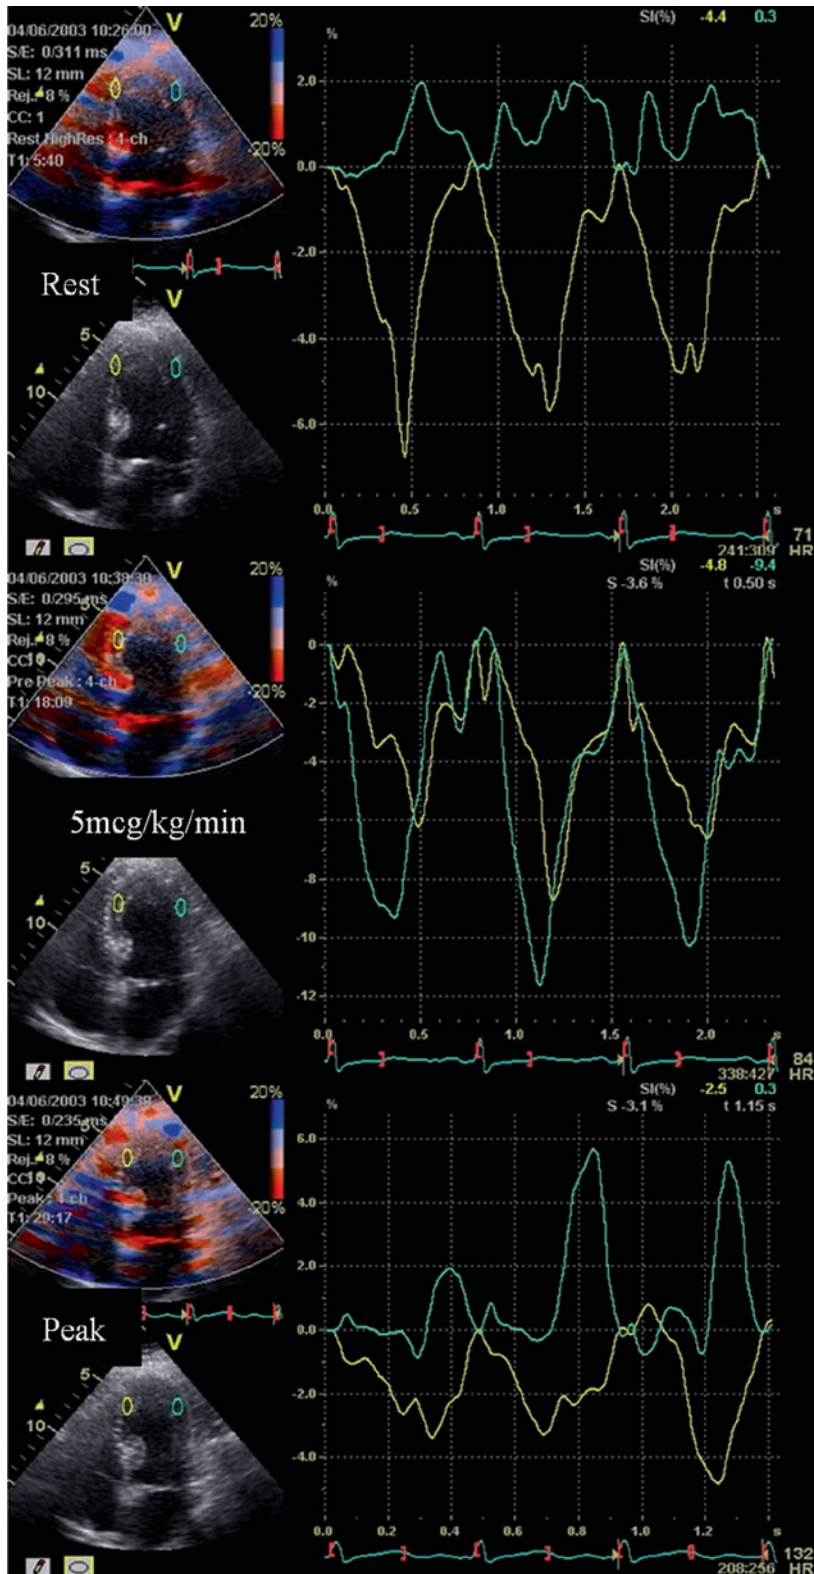 04/06/2003 10:26:00
S/E: 0/311 ms
SL: 12 mm
Rej.: 8 %
CC: 1
Rest HighRes : 4-ch
T1: 5:40
V
20%
-20%
Rest
V
5
10
SI(%) -4.4 0.3
%
2.0
0.0
-2.0
-4.0
-6.0
0.0 0.5 1.0 1.5 2.0 s
71
HR
241:309
04/06/2003 10:38:38
S/E: 0/295 ms
SL: 12 mm
Rej.: 8 %
Pre Peak : 4-ch
T1: 18:09
V
20%
-20%
5mcg/kg/min
5
10
SI(%) -4.8 -9.4
S -3.6 % t 0.50 s
%
0
-2
-4
-6
-8
-10
-12
0.0 0.5 1.0 1.5 2.0 s
84
HR
338:427
04/06/2003 10:49:38
S/E: 0/235 ms
SL: 12 mm
Rej.: 8 %
Peak : 4-ch
T1: 29:17
V
20%
-20%
Peak
V
5
10
SI(%) -2.5 0.3
S -3.1 % t 1.15 s
%
6.0
4.0
2.0
0.0
-2.0
-4.0
0.0 0.2 0.4 0.6 0.8 1.0 1.2 s
132
HR
208:256